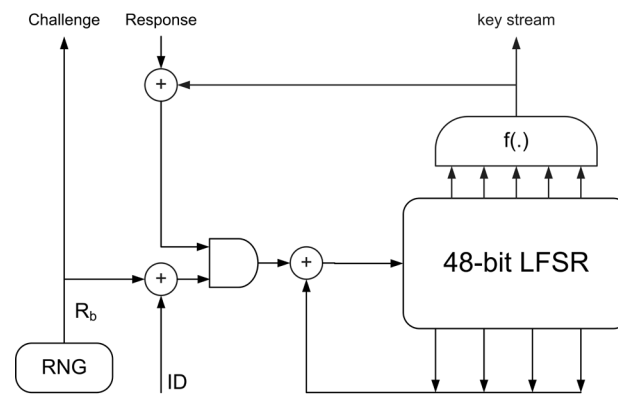 Challenge Response key stream
+
f(.)
+ + 48-bit LFSR
R_b
RNG ID